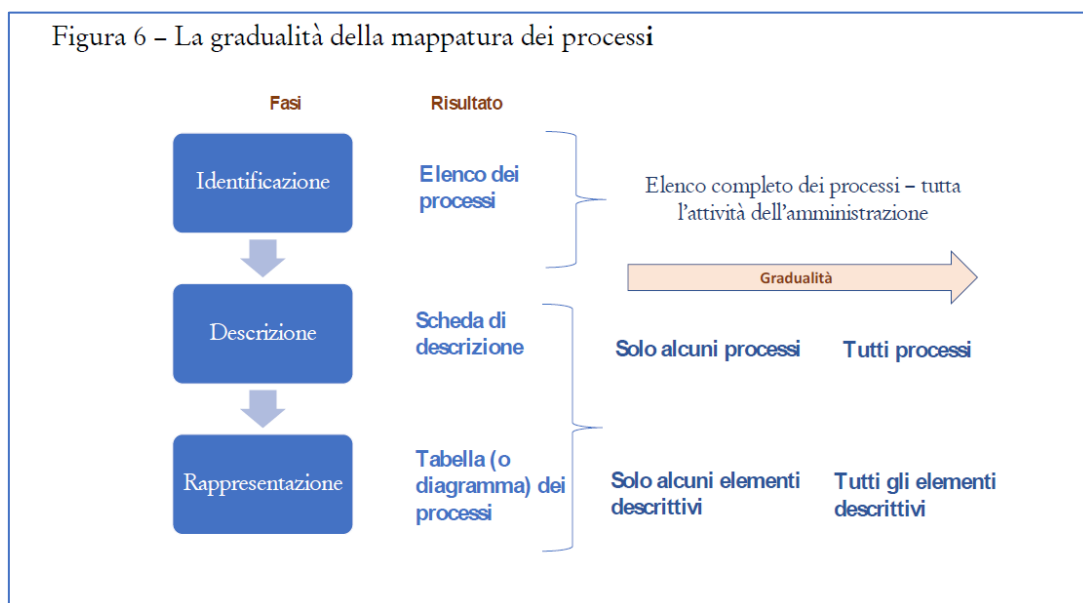 Figura 6 – La gradualità della mappatura dei processi
Fasi
Risultato
Identificazione
Elenco dei
processi
Elenco completo dei processi – tutta
l'attività dell'amministrazione
Gradualità
Descrizione
Scheda di
descrizione
Solo alcuni processi
Tutti processi
Rappresentazione
Tabella (o
diagramma) dei
processi
Solo alcuni elementi
descrittivi
Tutti gli elementi
descrittivi